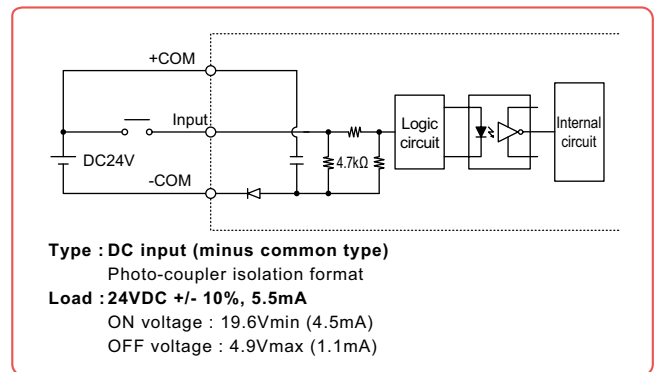 +COM
Input
DC24V
-COM
4.7kΩ
Logic
circuit
Internal
circuit
Type : DC input (minus common type)
Photo-coupler isolation format
Load : 24VDC +/- 10%, 5.5mA
ON voltage : 19.6Vmin (4.5mA)
OFF voltage : 4.9Vmax (1.1mA)